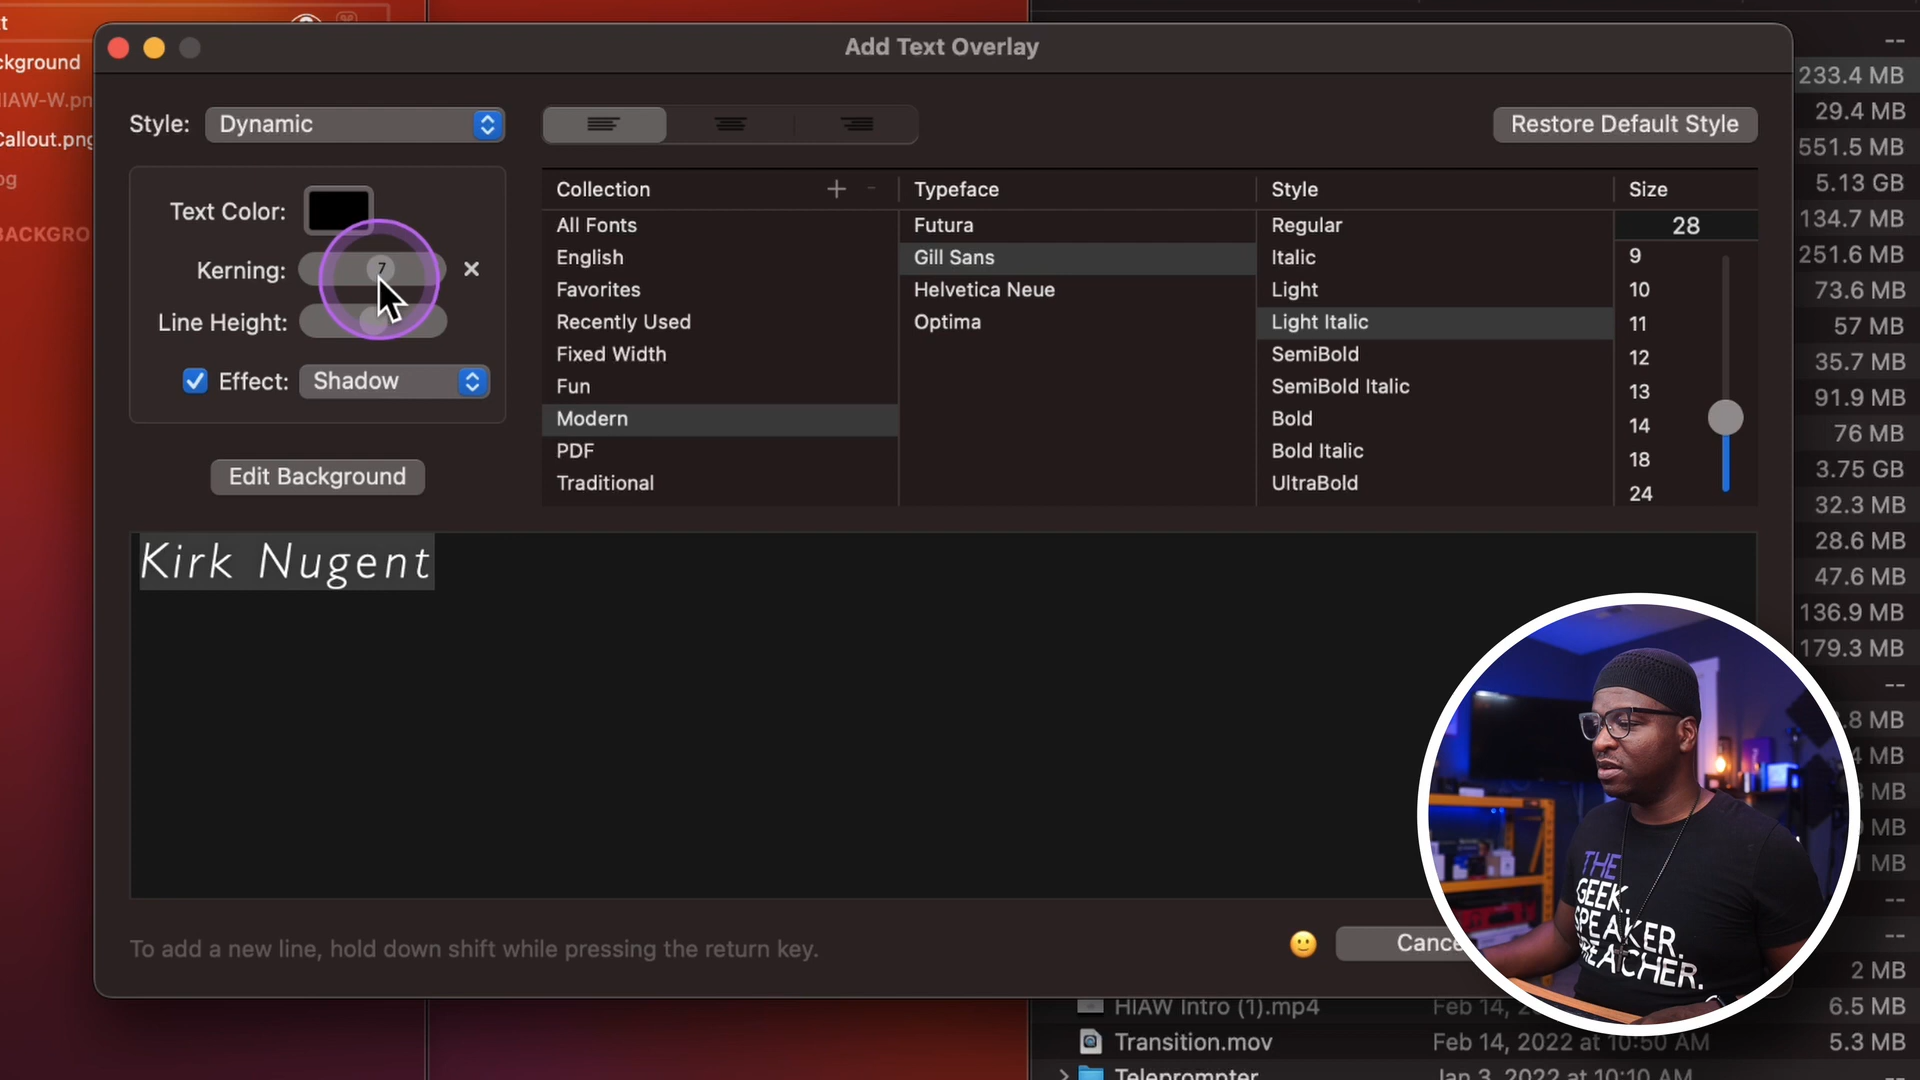 Add Text Overlay
ckground
233.4 MB
29.4 MB
Style: Dynamic
Restore Default Style
Callout.png
551.5 MB
5.13 GB
Collection + - Typeface Style Size
Text Color:
134.7 MB
All Fonts Futura Regular 28
BACKGRO
251.6 MB
English Gill Sans Italic 9
Kerning: 7 ×
Favorites Helvetica Neue Light 10
73.6 MB
Line Height:
Recently Used Optima Light Italic 11
57 MB
Fixed Width SemiBold 12
35.7 MB
Effect: Shadow
Fun SemiBold Italic 13
91.9 MB
Modern Bold 14
76 MB
PDF Bold Italic 18
3.75 GB
Edit Background
Traditional UltraBold 24
32.3 MB
28.6 MB
Kirk Nugent
47.6 MB
136.9 MB
179.3 MB
THE
GEEK.
SPEAKER.
To add a new line, hold down shift while pressing the return key.
2 MB
HIAW Intro (1).mp4
6.5 MB
Transition.mov Feb 14, 2022 at 10:50 AM 5.3 MB
Teleprompter Jan 3, 2022 at 10:10 AM